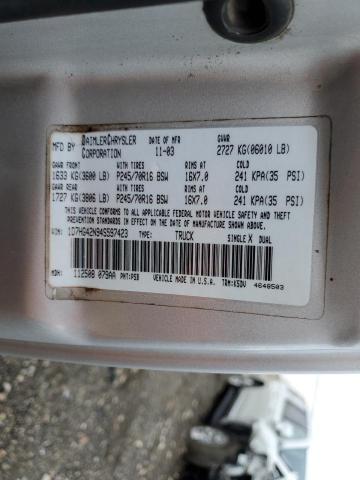 MFD BY DAIMLERCHRYSLER CORPORATION DATE OF MFR 11-03 GVWR 2727 KG(06010 LB)
GAWR FRONT WITH TIRES RIMS AT COLD
1633 KG(3600 LB) P245/70R16 BSW 16X7.0 241 KPA(35 PSI)
GAWR REAR WITH TIRES RIMS AT COLD
1727 KG(3806 LB) P245/70R16 BSW 16X7.0 241 KPA(35 PSI)
THIS VEHICLE CONFORMS TO ALL APPLICABLE FEDERAL MOTOR VEHICLE
SAFETY STANDARDS IN EFFECT ON THE DATE OF MANUFACTURE SHOWN ABOVE.
VIN: 1D7HG42N94S597423 TYPE: TRUCK SINGLE X DUAL
MDH: 112508 079AA PNT:PSB VEHICLE MADE IN U.S.A. TRM:K5DV 4648503